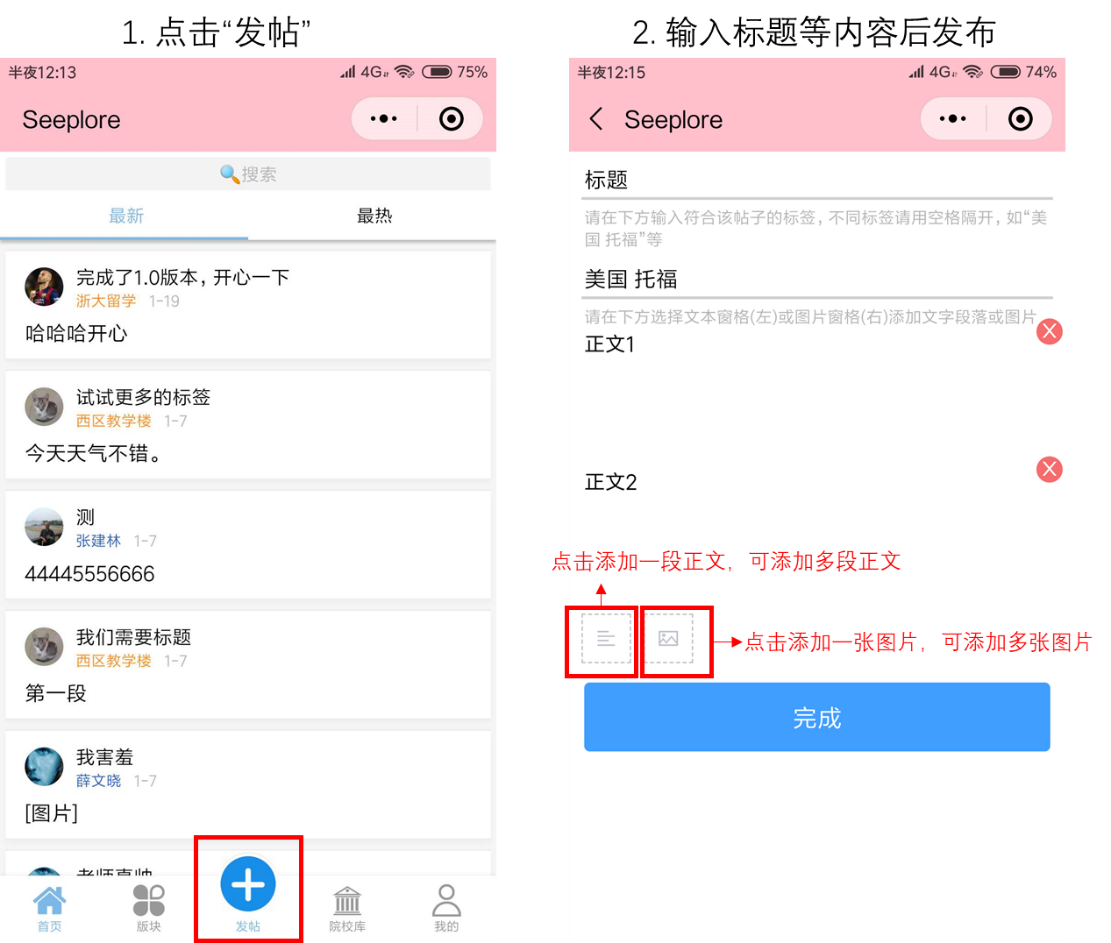 1. 点击“发帖”
半夜12:13
4G 75%
Seeplore
搜索
最新 最热
完成了1.0版本，开心一下
浙大留学 1-19
哈哈哈开心
试试更多的标签
西区教学楼 1-7
今天天气不错。
测
张建林 1-7
44445556666
我们需要标题
西区教学楼 1-7
第一段
我害羞
薛文晓 1-7
[图片]
首页 版块 发帖 院校库 我的
2. 输入标题等内容后发布
半夜12:15
4G 74%
Seeplore
标题
请在下方输入符合该帖子的标签，不同标签请用空格隔开，如“美
国 托福”等
美国 托福
请在下方选择文本窗格(左)或图片窗格(右)添加文字段落或图片
X
正文1
X
正文2
点击添加一段正文，可添加多段正文
点击添加一张图片，可添加多张图片
完成